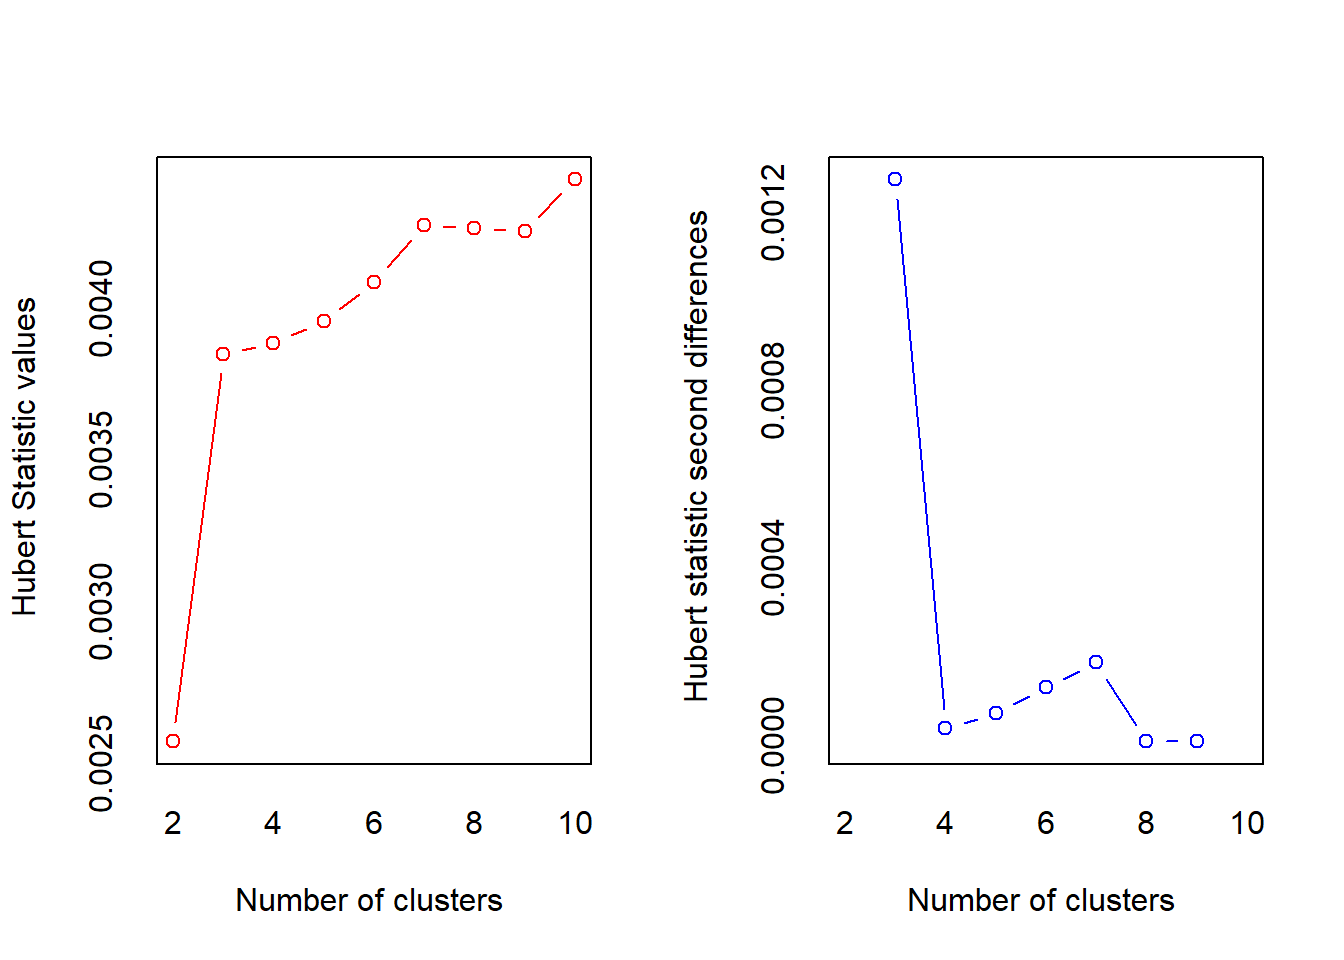 Hubert Statistic values
0.0025 0.0030 0.0035 0.0040
2 4 6 8 10
Number of clusters
Hubert statistic second differences
0.0000 0.0004 0.0008 0.0012
2 4 6 8 10
Number of clusters